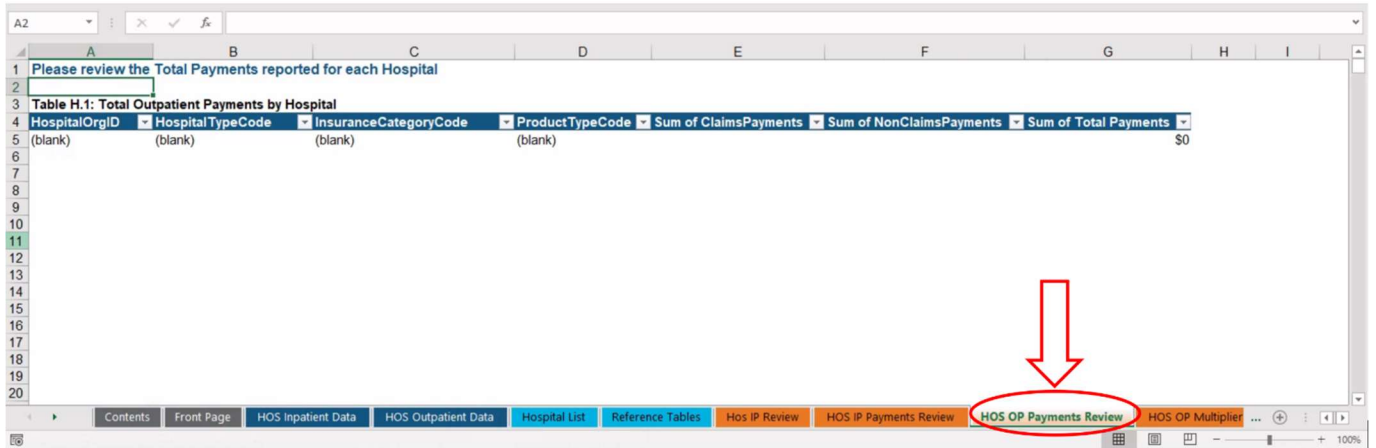 A2 fx
A B C D E F G H I
1 Please review the Total Payments reported for each Hospital
2
3 Table H.1: Total Outpatient Payments by Hospital
4 HospitalOrgID HospitalTypeCode InsuranceCategoryCode ProductTypeCode Sum of ClaimsPayments Sum of NonClaimsPayments Sum of Total Payments
5 (blank) (blank) (blank) (blank) $0
6
7
8
9
10
11
12
13
14
15
16
17
18
19
20
Contents Front Page HOS Inpatient Data HOS Outpatient Data Hospital List Reference Tables Hos IP Review HOS IP Payments Review HOS OP Payments Review HOS OP Multiplier ...
100%